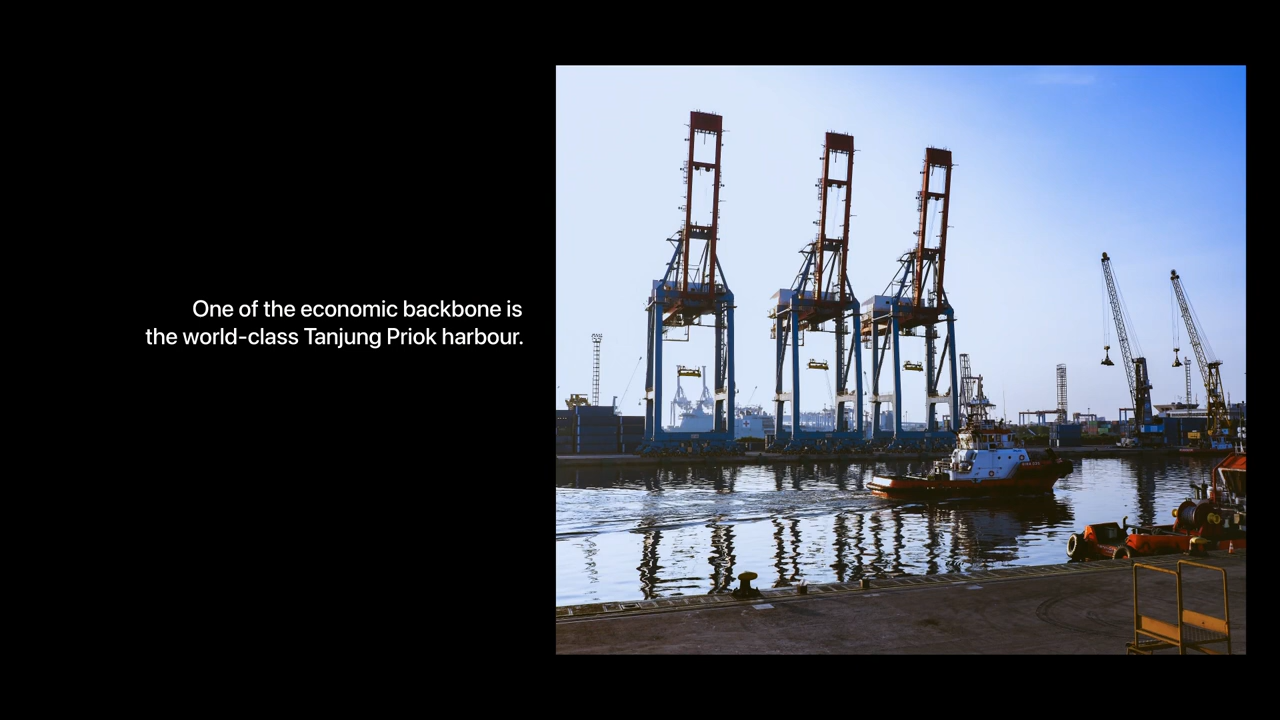 One of the economic backbone is
the world-class Tanjung Priok harbour.